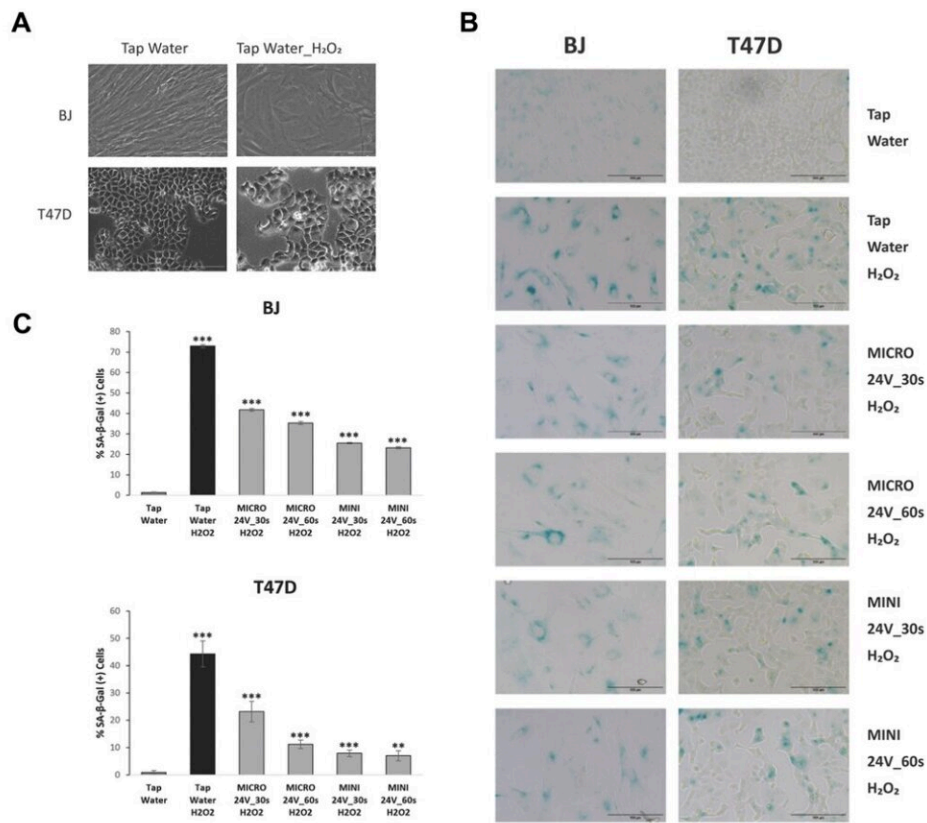 A
Tap Water
Tap Water_H₂O₂
BJ
T47D
B
BJ
T47D
Tap
Water
Tap
Water
H₂O₂
MICRO
24V_30s
H₂O₂
MICRO
24V_60s
H₂O₂
MINI
24V_30s
H₂O₂
MINI
24V_60s
H₂O₂
C
BJ
% SA-β-Gal (+) Cells
80
70
60
50
40
30
20
10
0
***
***
***
***
***
Tap
Water
Tap
Water
H2O2
MICRO
24V_30s
H2O2
MICRO
24V_60s
H2O2
MINI
24V_30s
H2O2
MINI
24V_60s
H2O2
T47D
% SA-β-Gal (+) Cells
60
50
40
30
20
10
0
***
***
***
***
**
Tap
Water
Tap
Water
H2O2
MICRO
24V_30s
H2O2
MICRO
24V_60s
H2O2
MINI
24V_30s
H2O2
MINI
24V_60s
H2O2